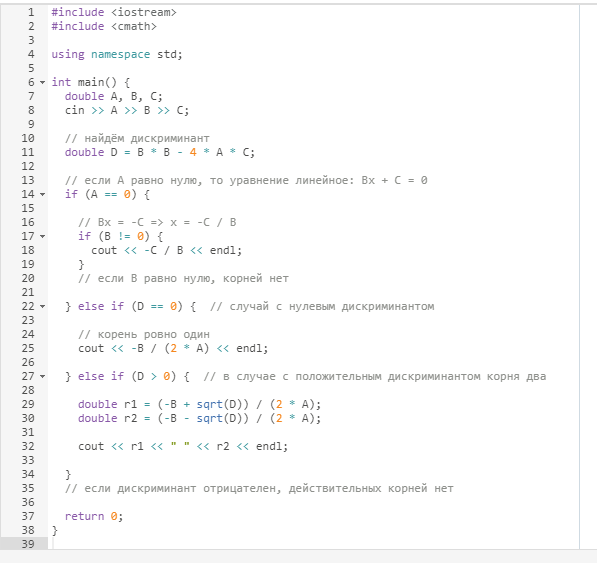 1 #include <iostream>
2 #include <cmath>
3
4 using namespace std;
5
6 int main() {
7   double A, B, C;
8   cin >> A >> B >> C;
9
10   // найдём дискриминант
11   double D = B * B - 4 * A * C;
12
13   // если A равно нулю, то уравнение линейное: Bx + C = 0
14   if (A == 0) {
15
16     // Bx = -C => x = -C / B
17     if (B != 0) {
18       cout << -C / B << endl;
19     }
20     // если B равно нулю, корней нет
21
22   } else if (D == 0) {  // случай с нулевым дискриминантом
23
24     // корень ровно один
25     cout << -B / (2 * A) << endl;
26
27   } else if (D > 0) {  // в случае с положительным дискриминантом корня два
28
29     double r1 = (-B + sqrt(D)) / (2 * A);
30     double r2 = (-B - sqrt(D)) / (2 * A);
31
32     cout << r1 << " " << r2 << endl;
33
34   }
35   // если дискриминант отрицателен, действительных корней нет
36
37   return 0;
38 }
39